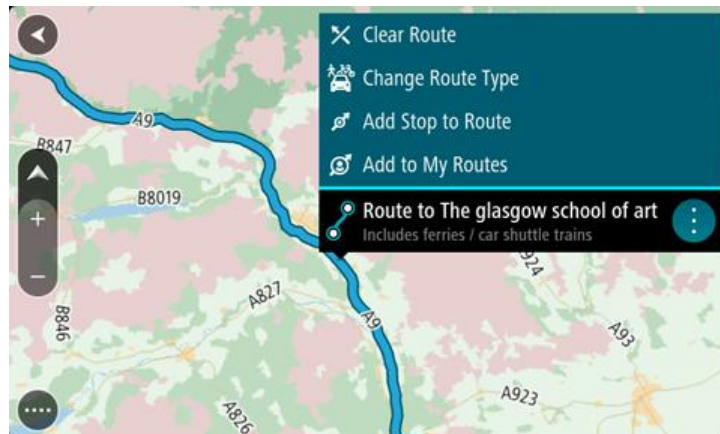 Clear Route
Change Route Type
Add Stop to Route
Add to My Routes
Route to The glasgow school of art
Includes ferries / car shuttle trains
A9
B847
B8019
A827
A9
B846
A826
A924
A93
A923